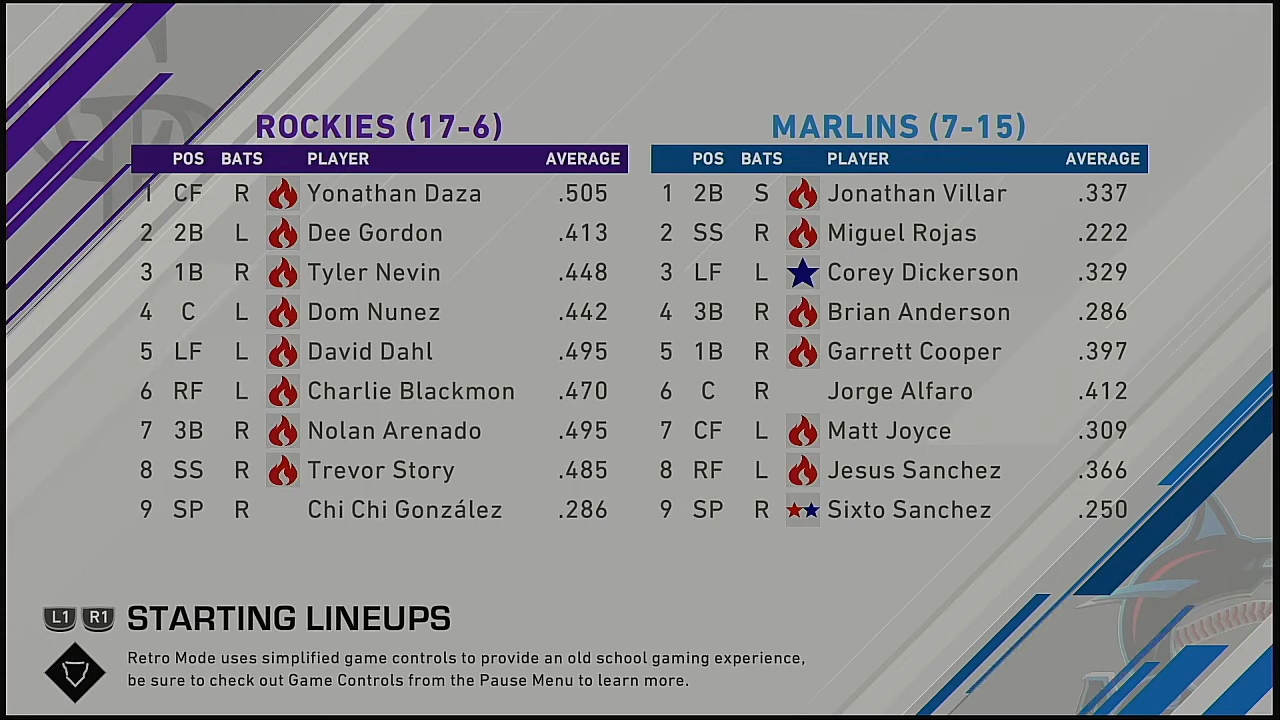 ROCKIES (17-6)
POS BATS PLAYER AVERAGE
1 CF R Yonathan Daza .505
2 2B L Dee Gordon .413
3 1B R Tyler Nevin .448
4 C L Dom Nunez .442
5 LF L David Dahl .495
6 RF L Charlie Blackmon .470
7 3B R Nolan Arenado .495
8 SS R Trevor Story .485
9 SP R Chi Chi González .286
MARLINS (7-15)
POS BATS PLAYER AVERAGE
1 2B S Jonathan Villar .337
2 SS R Miguel Rojas .222
3 LF L Corey Dickerson .329
4 3B R Brian Anderson .286
5 1B R Garrett Cooper .397
6 C R Jorge Alfaro .412
7 CF L Matt Joyce .309
8 RF L Jesus Sanchez .366
9 SP R Sixto Sanchez .250
L1 R1 STARTING LINEUPS
Retro Mode uses simplified game controls to provide an old school gaming experience,
be sure to check out Game Controls from the Pause Menu to learn more.